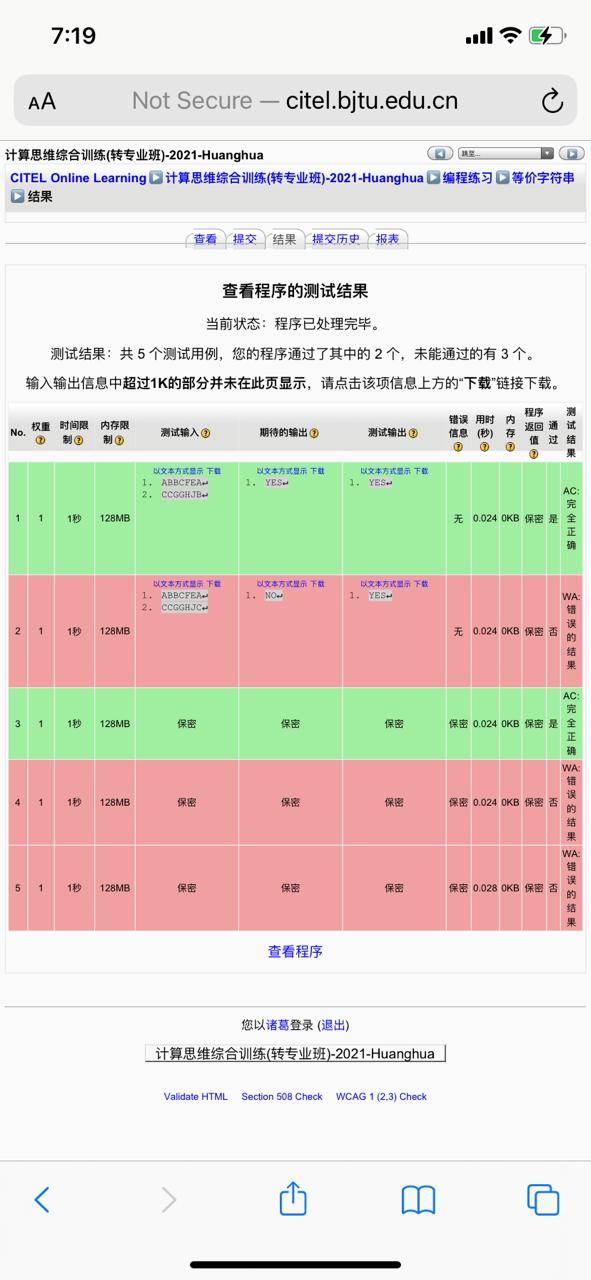 7:19
AA Not Secure — citel.bjtu.edu.cn
计算思维综合训练(转专业班)-2021-Huanghua 跳至...
CITEL Online Learning 计算思维综合训练(转专业班)-2021-Huanghua 编程练习 等价字符串
结果
查看 提交 结果 提交历史 报表
查看程序的测试结果
当前状态：程序已处理完毕。
测试结果：共 5 个测试用例，您的程序通过了其中的 2 个，未能通过的有 3 个。
输入输出信息中超过1K的部分并未在此页显示，请点击该项信息上方的“下载”链接下载。
No. 权重 时间限制 内存限制 测试输入 期待的输出 测试输出 错误信息 用时(秒) 内存 程序返回值 通过 测试结果
以文本方式显示 下载 以文本方式显示 下载 以文本方式显示 下载
1. ABBCFEA↵ 1. YES↵ 1. YES↵
2. CCGGHJB↵
1 1 1秒 128MB 无 0.024 0KB 保密 是 AC:完全正确
以文本方式显示 下载 以文本方式显示 下载 以文本方式显示 下载
1. ABBCFEA↵ 1. NO↵ 1. YES↵
2. CCGGHJC↵
2 1 1秒 128MB 无 0.024 0KB 保密 否 WA:错误的结果
3 1 1秒 128MB 保密 保密 保密 保密 0.024 0KB 保密 是 AC:完全正确
4 1 1秒 128MB 保密 保密 保密 保密 0.024 0KB 保密 否 WA:错误的结果
5 1 1秒 128MB 保密 保密 保密 保密 0.028 0KB 保密 否 WA:错误的结果
查看程序
您以诸葛登录 (退出)
计算思维综合训练(转专业班)-2021-Huanghua
Validate HTML Section 508 Check WCAG 1 (2,3) Check